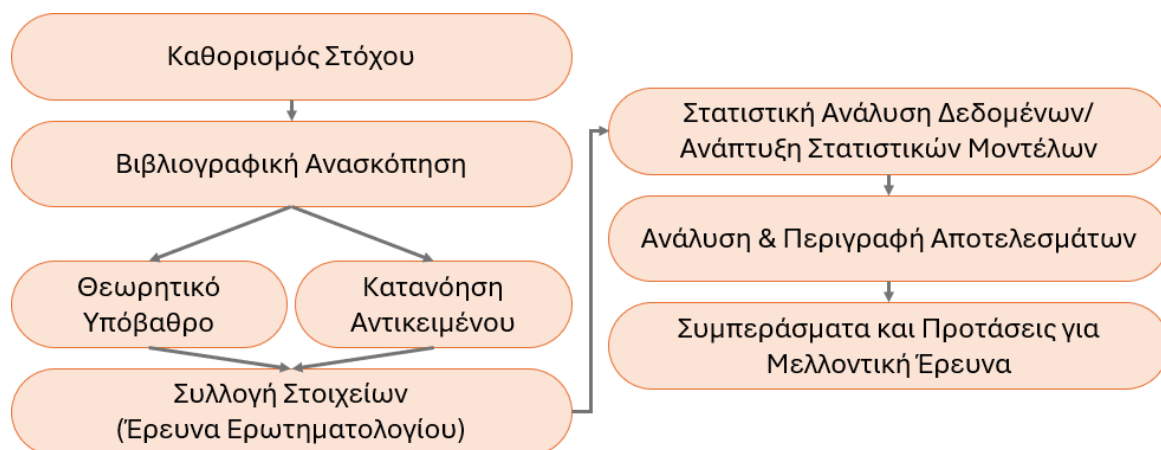 Καθορισμός Στόχου
Βιβλιογραφική Ανασκόπηση
Θεωρητικό
Υπόβαθρο
Κατανόηση
Αντικειμένου
Συλλογή Στοιχείων
(Έρευνα Ερωτηματολογίου)
Στατιστική Ανάλυση Δεδομένων/
Ανάπτυξη Στατιστικών Μοντέλων
Ανάλυση & Περιγραφή Αποτελεσμάτων
Συμπεράσματα και Προτάσεις για
Μελλοντική Έρευνα